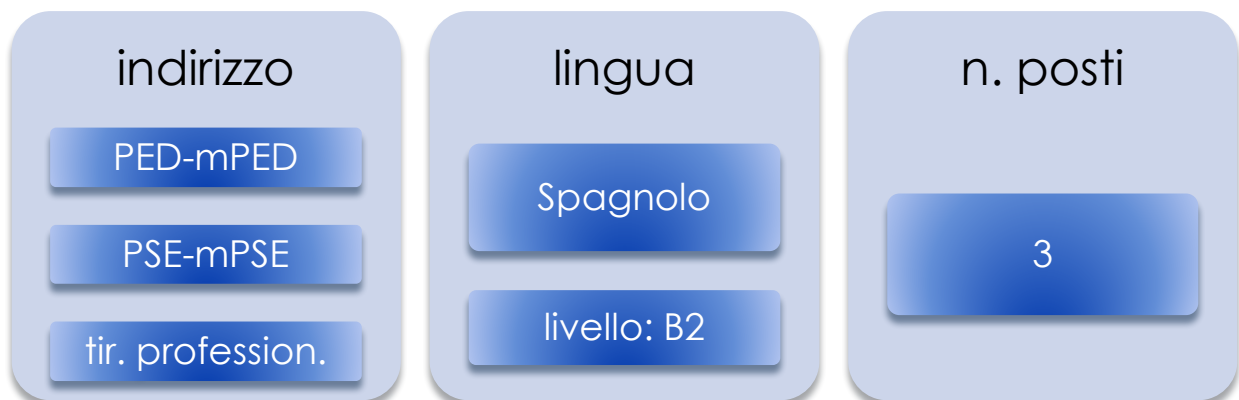 indirizzo
PED-mPED
PSE-mPSE
tir. profession.
lingua
Spagnolo
livello: B2
n. posti
3